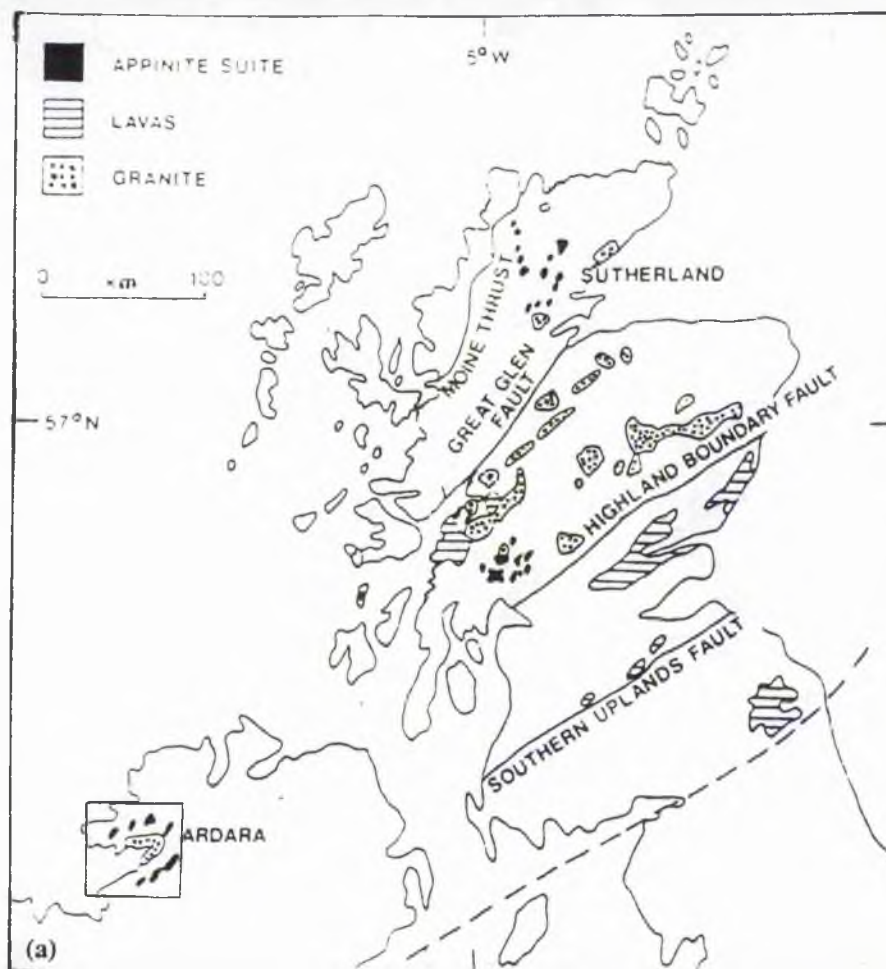 5°W
APPINITE SUITE
LAVAS
GRANITE
0 km 100
SUTHERLAND
MOINE THRUST
GREAT GLEN
FAULT
57°N
HIGHLAND BOUNDARY FAULT
SOUTHERN UPLANDS FAULT
ARDARA
(a)